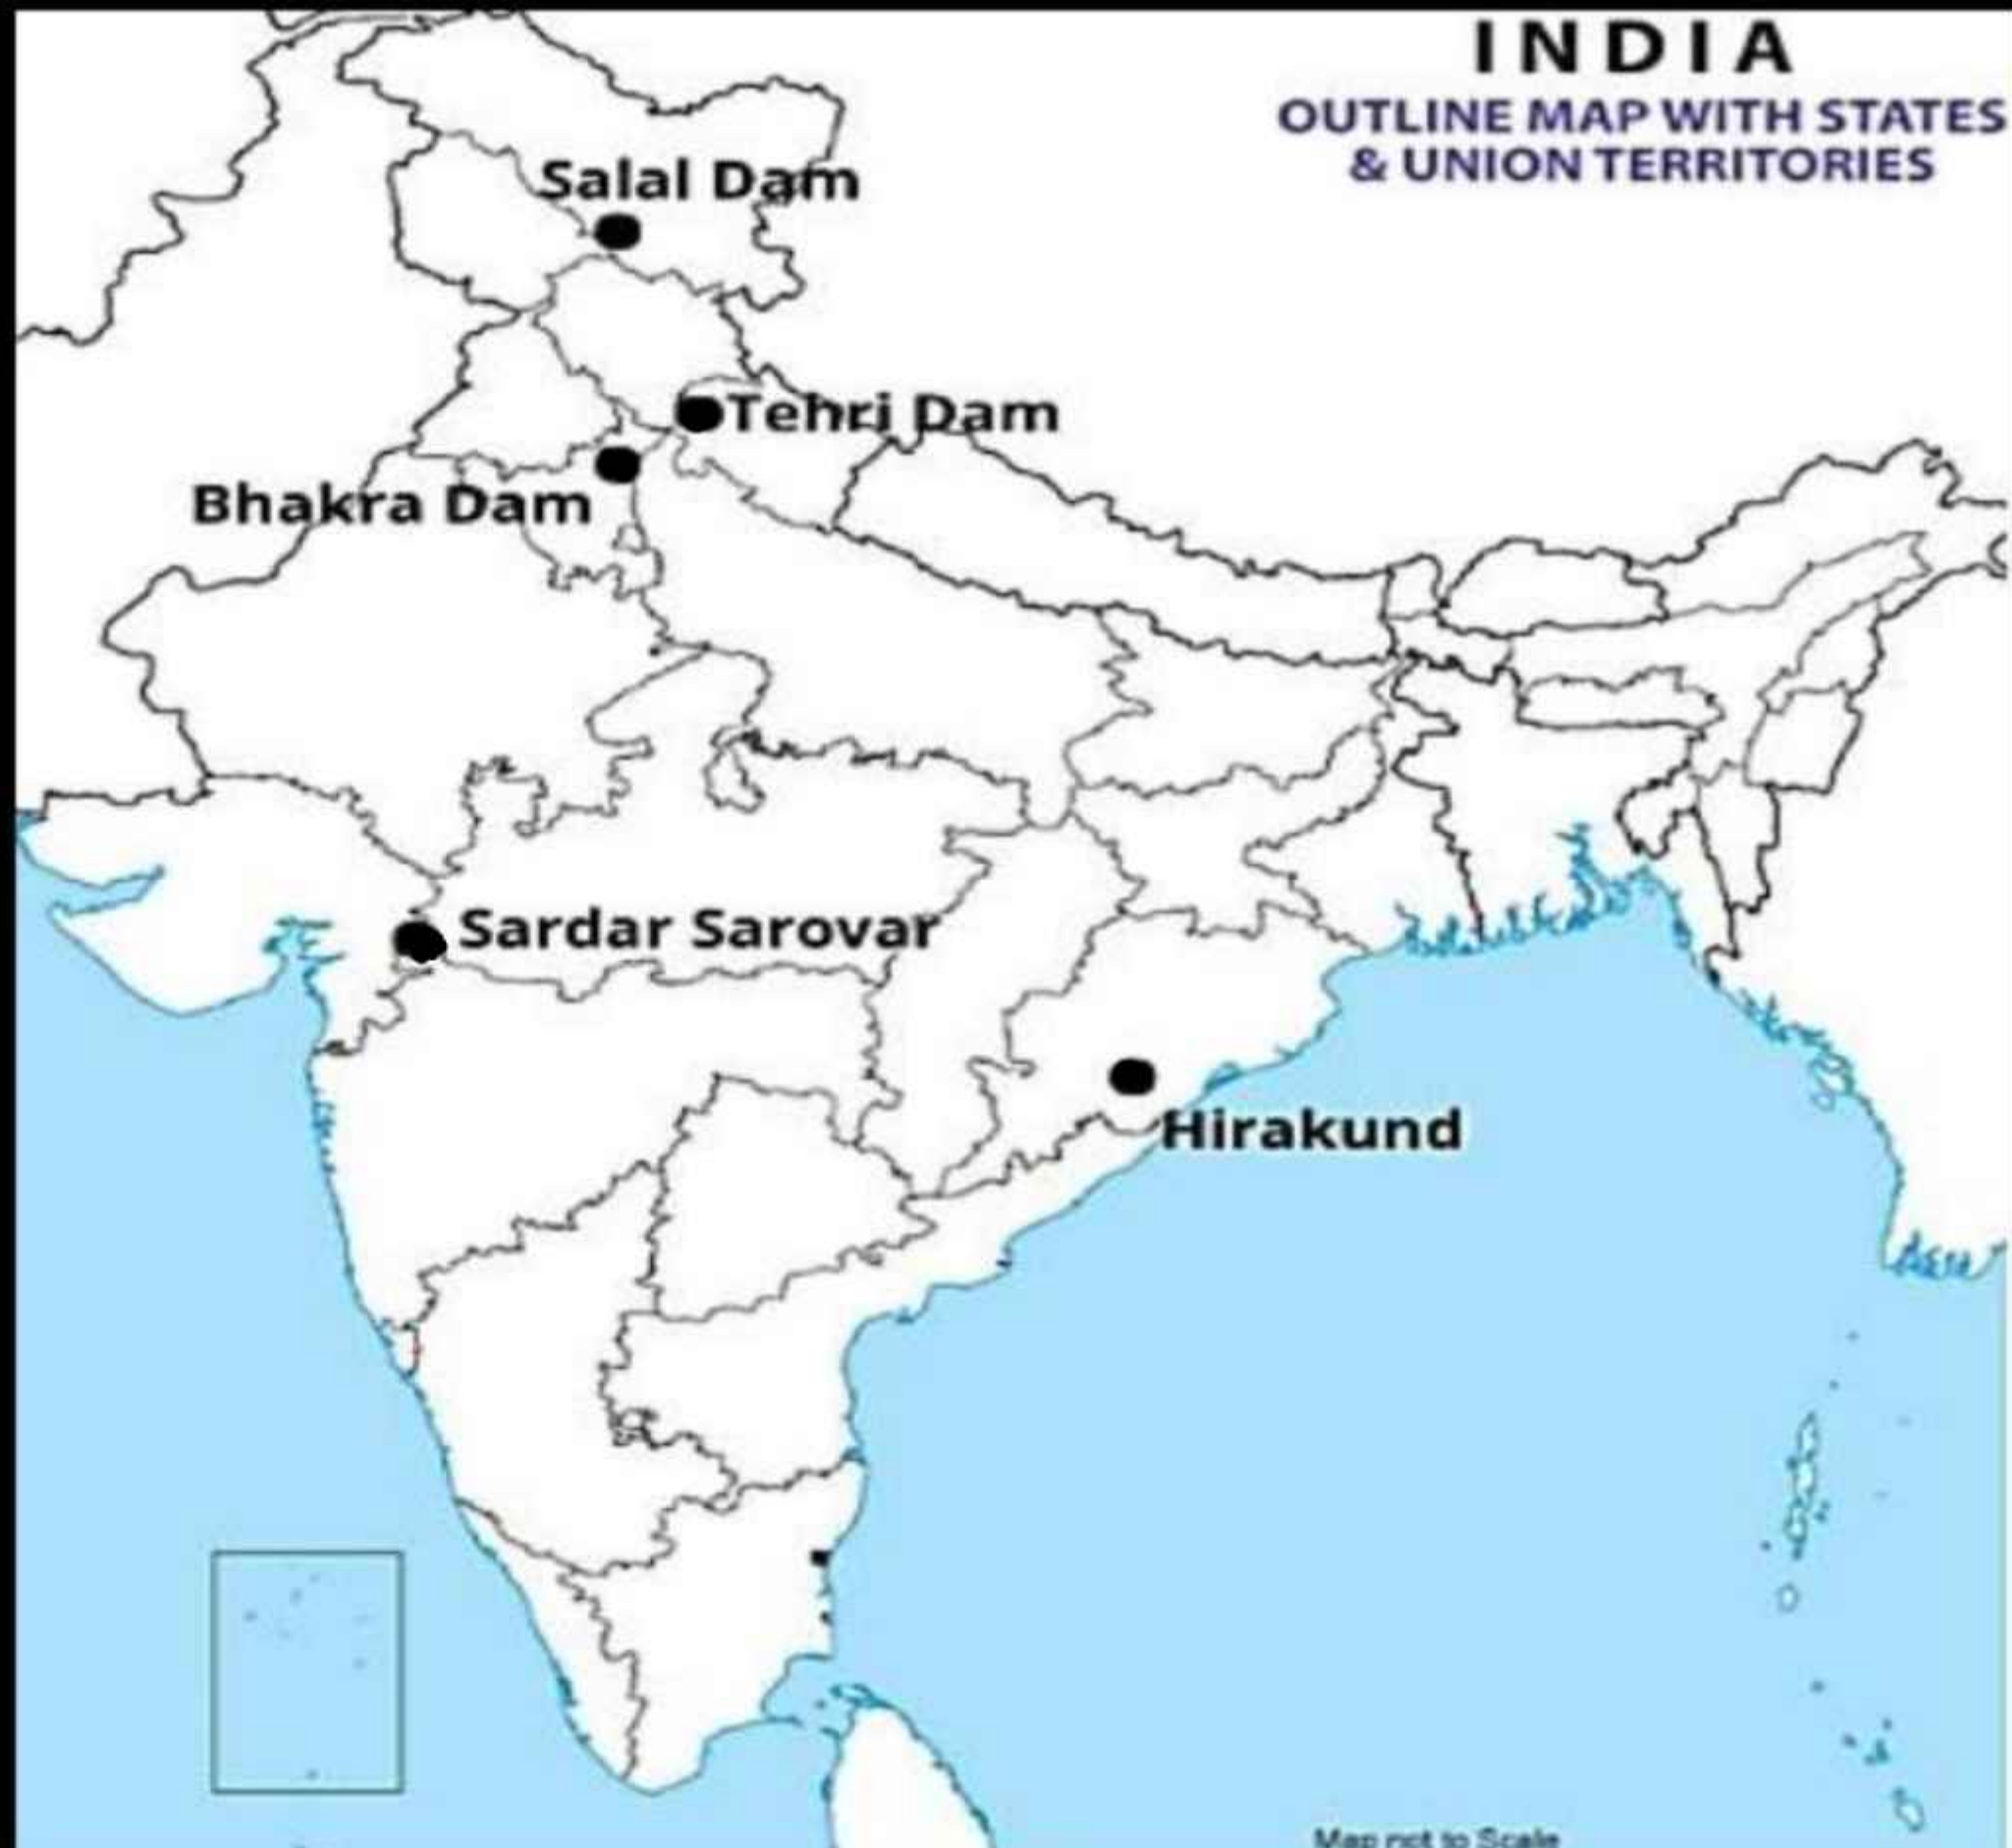 INDIA
OUTLINE MAP WITH STATES
& UNION TERRITORIES
Salal Dam
Tehri Dam
Bhakra Dam
Sardar Sarovar
Hirakund
Map not to Scale